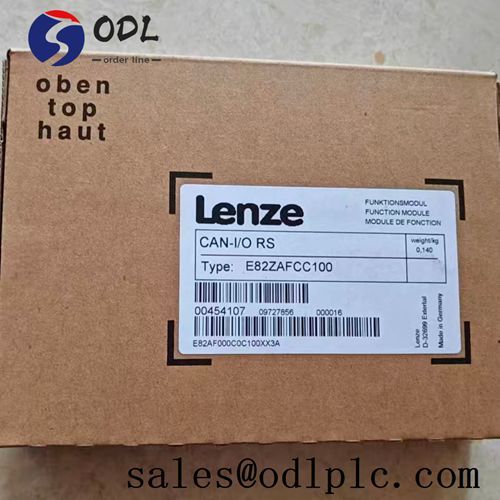 ODL
order line
oben
top
haut
Lenze
FUNKTIONSMODUL
FUNCTION MODULE
MODULE DE FONCTION
CAN-I/O RS
weight/kg
0,140
Type: E82ZAFCC100
00454107 09727856 000016
E82AF000C0C100XX3A
Lenze
D-32699 Extertal
Made in Germany
sales@odlplc.com